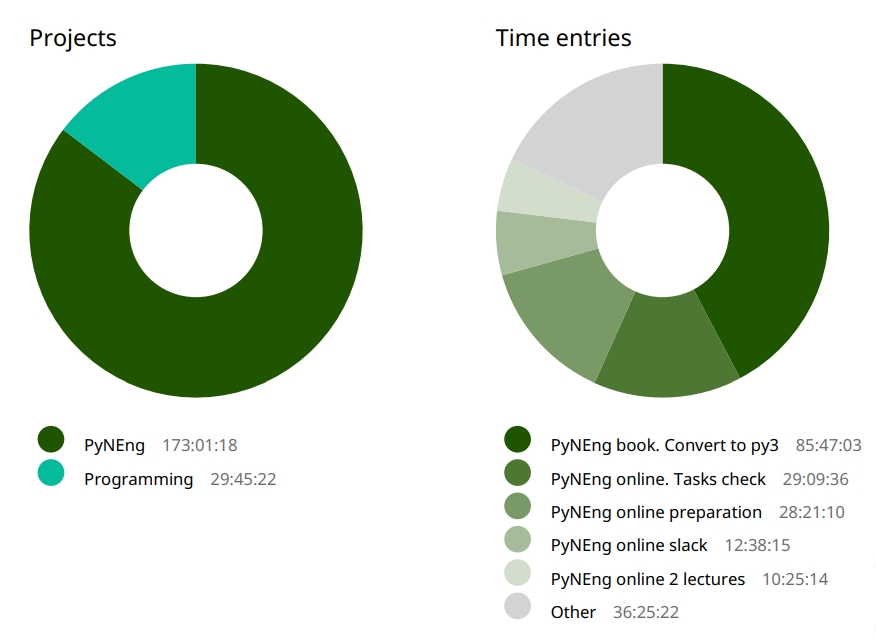 Projects
PyNEng 173:01:18
Programming 29:45:22
Time entries
PyNEng book. Convert to py3 85:47:03
PyNEng online. Tasks check 29:09:36
PyNEng online preparation 28:21:10
PyNEng online slack 12:38:15
PyNEng online 2 lectures 10:25:14
Other 36:25:22